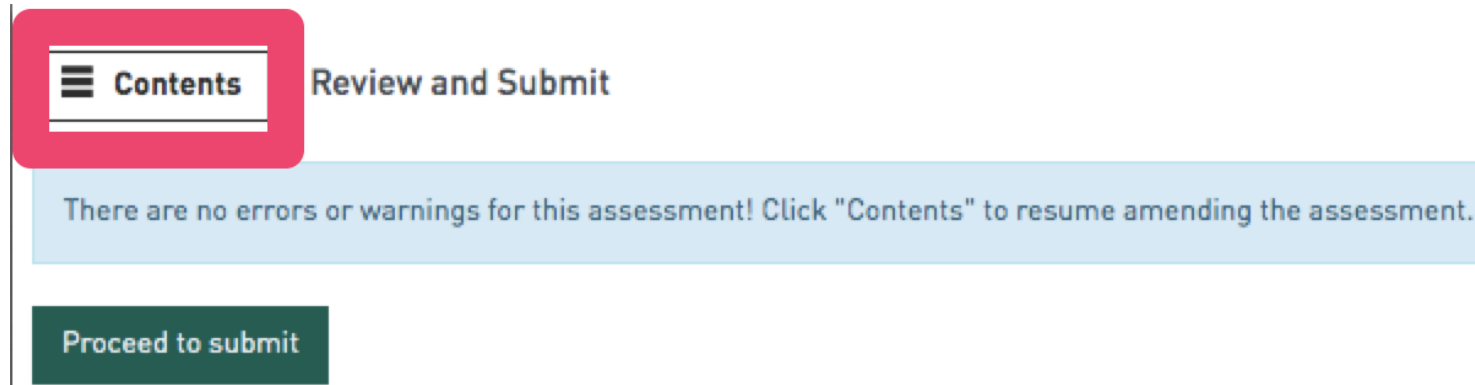 Contents Review and Submit
There are no errors or warnings for this assessment! Click "Contents" to resume amending the assessment.
Proceed to submit